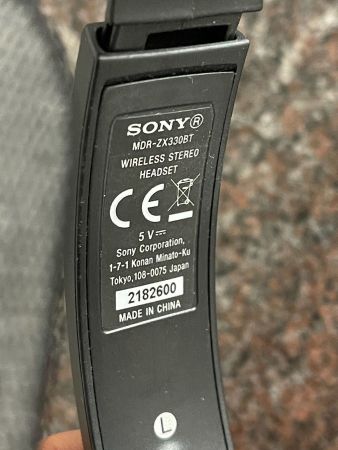 SONY®
MDR-ZX330BT
WIRELESS STEREO
HEADSET
CE
5 V⎓
Sony Corporation,
1-7-1 Konan Minato-Ku
Tokyo,108-0075 Japan
2182600
MADE IN CHINA
L